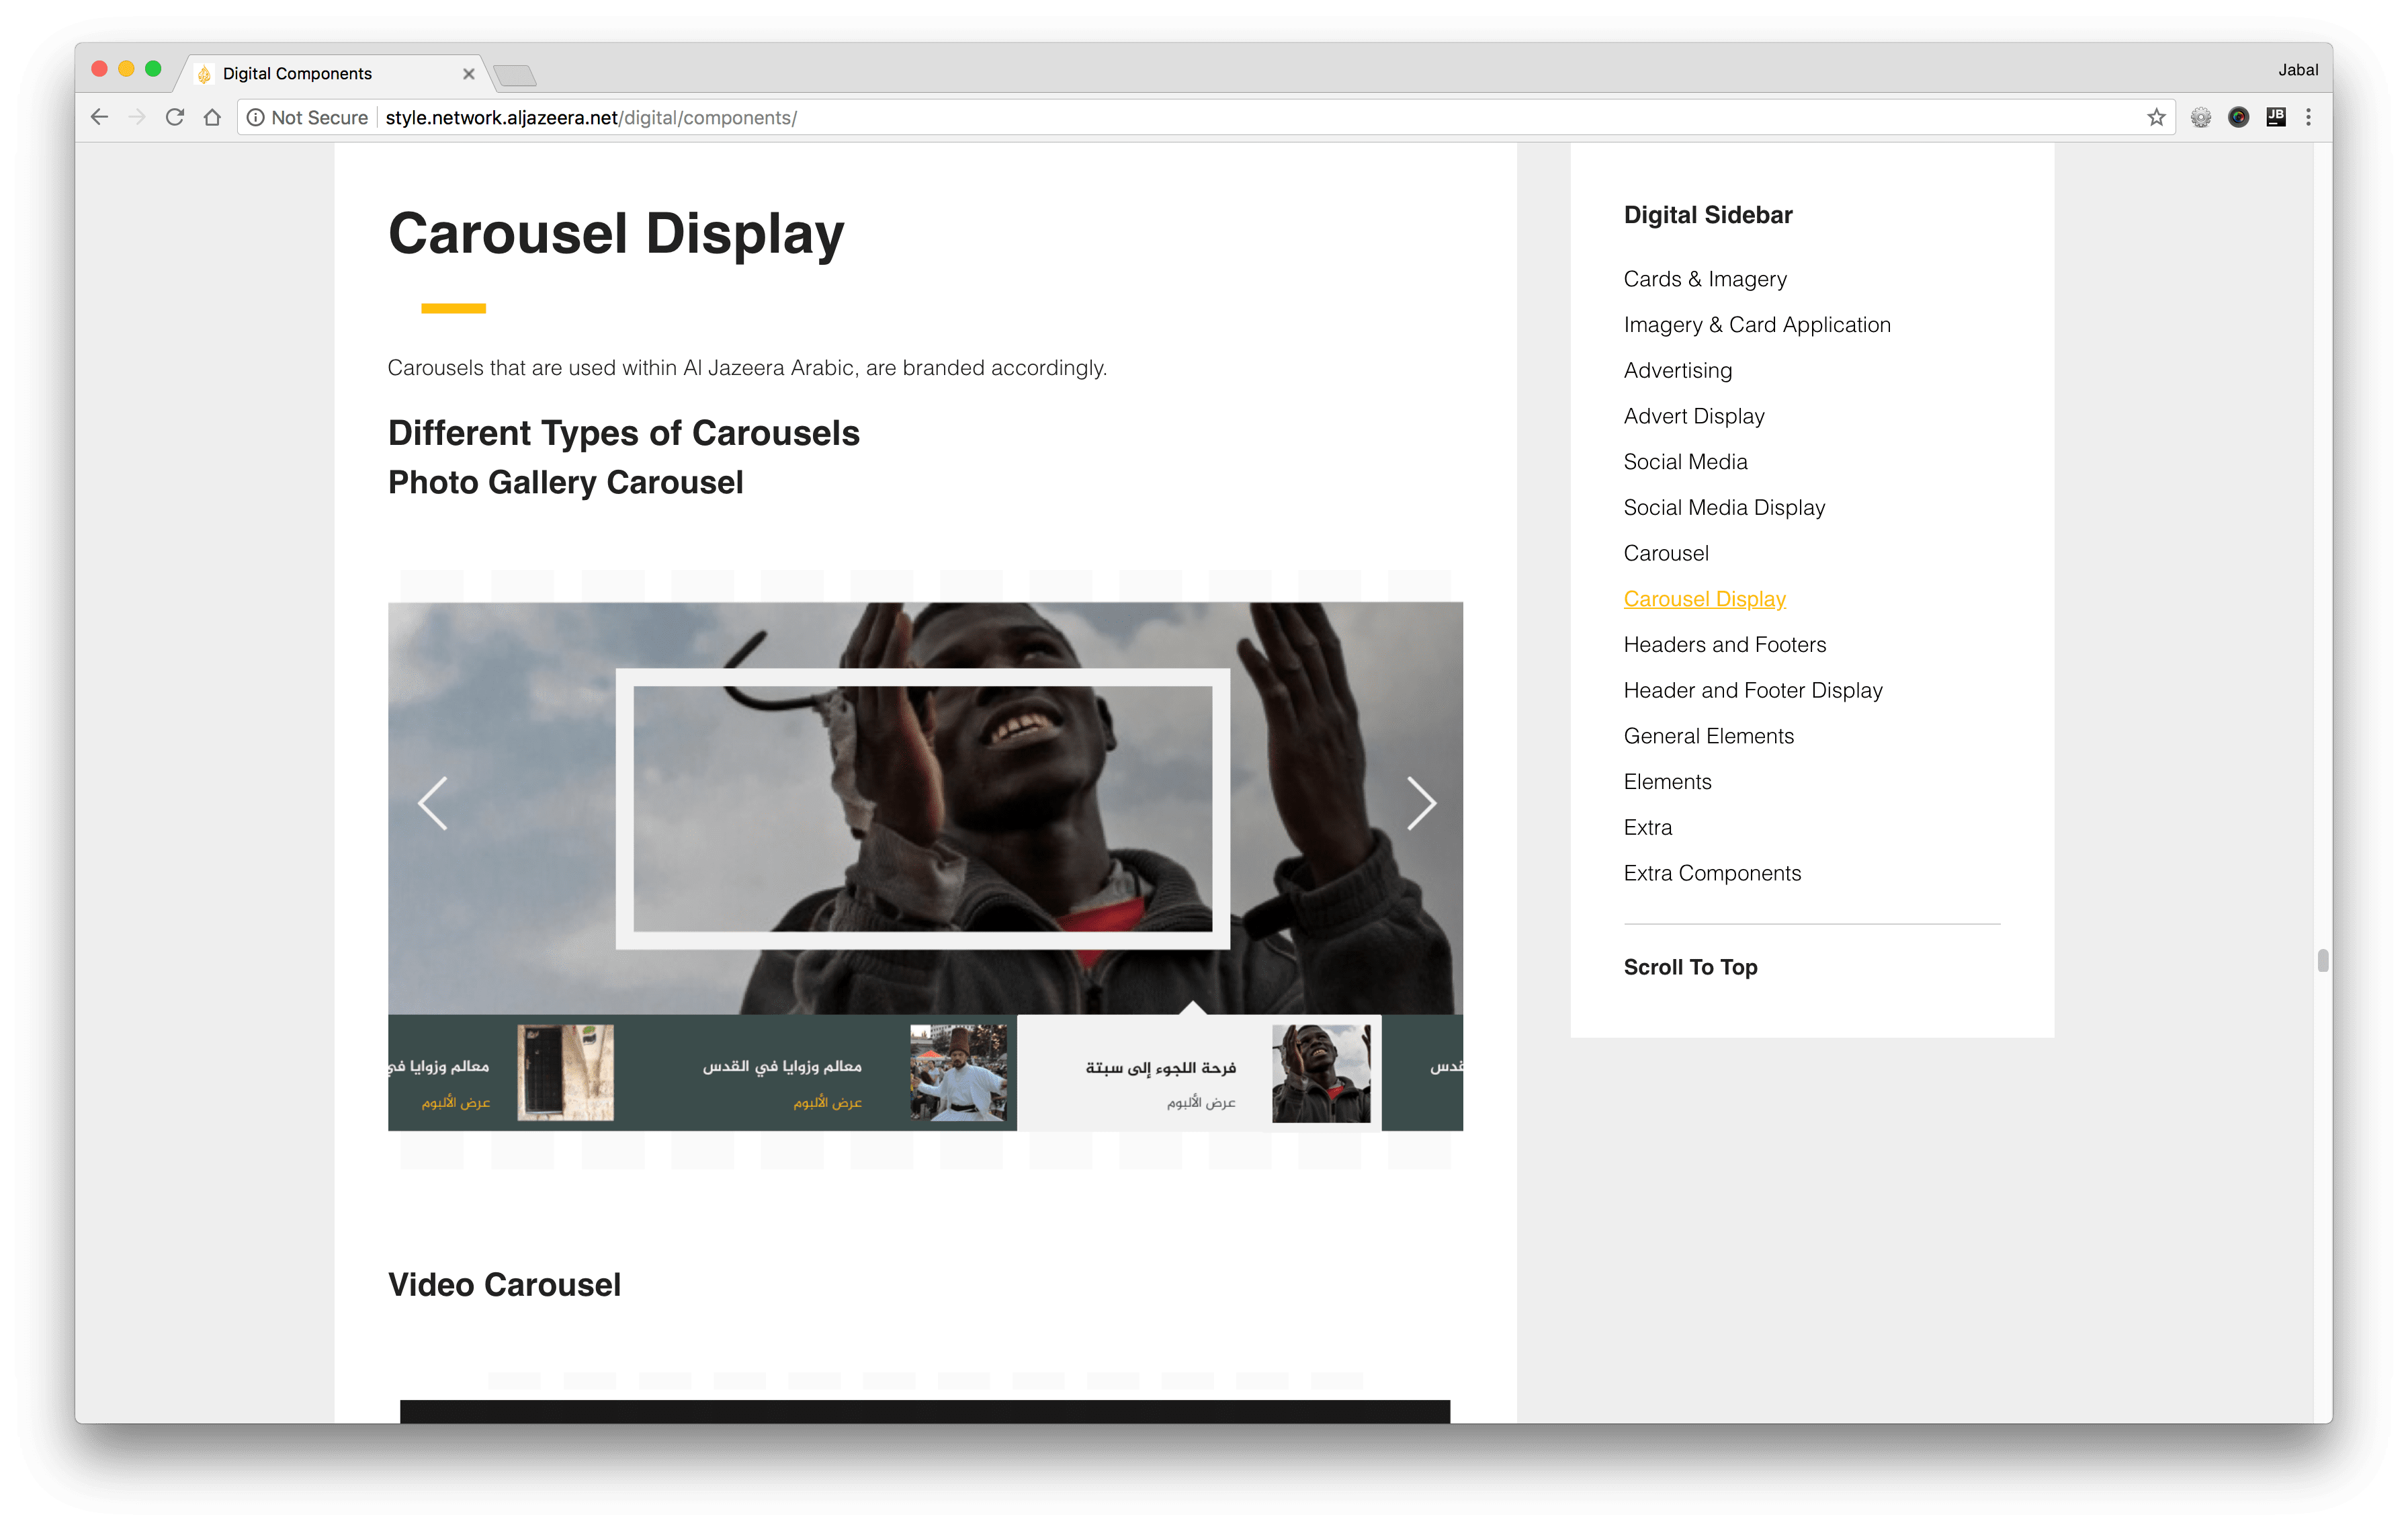 Digital Components
Jabal
Not Secure
style.network.aljazeera.net/digital/components/
JB
Carousel Display
Carousels that are used within Al Jazeera Arabic, are branded accordingly.
Different Types of Carousels
Photo Gallery Carousel
معالم وزوايا في
عرض الألبوم
معالم وزوايا في القدس
عرض الألبوم
فرحة اللجوء إلى سبتة
عرض الألبوم
Video Carousel
Digital Sidebar
Cards & Imagery
Imagery & Card Application
Advertising
Advert Display
Social Media
Social Media Display
Carousel
Carousel Display
Headers and Footers
Header and Footer Display
General Elements
Elements
Extra
Extra Components
Scroll To Top